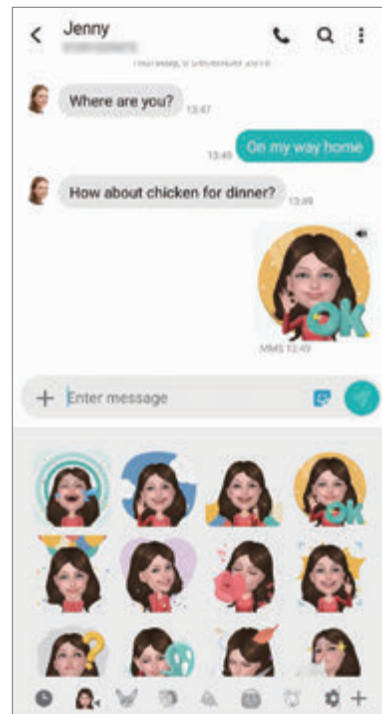 Jenny
Where are you?
13:47
On my way home
13:49
How about chicken for dinner?
13:49
OK
MMS 13:49
Enter message
OK